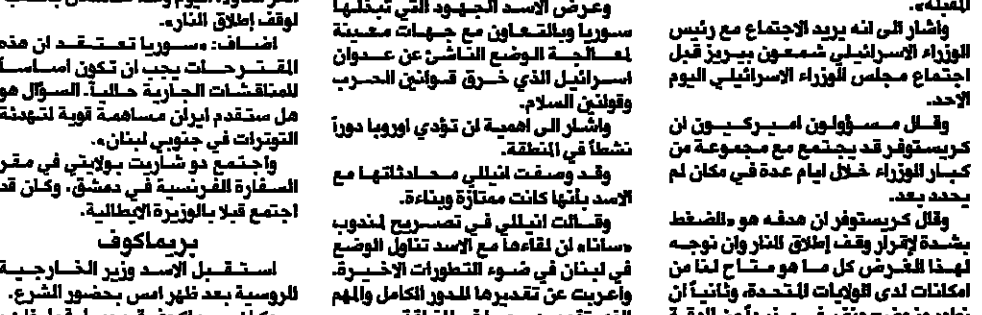 المقبلة».
واشار الى انه يريد الاجتماع مع رئيس
الوزراء الاسرائيلي شمعون بيريز قبل
اجتماع مجلس الوزراء الاسرائيلي اليوم
الاحد.
وقال مسؤولون اميركيون ان
كريستوفر قد يجتمع مع مجموعة من
كبار الوزراء خلال ايام عدة في مكان لم
يحدد بعد.
وقال كريستوفر ان هدفه هو «الضغط
بشدة لإقرار وقف إطلاق النار وان نوجه
لهذا الغرض كل ما هو متاح لنا من
امكانات لدى الولايات المتحدة، وثانياً ان
وعرض الاسد الجهود التي تبذلها
سوريا وبالتعاون مع جهات معينة
لمعالجة الوضع الناشئ عن عدوان
اسرائيل الذي خرق قوانين الحرب
وقوانين السلام.
واشار الى اهمية ان تؤدي اوروبا دوراً
نشطاً في المنطقة.
وقد وصفت انيللي محادثاتها مع
الاسد بأنها كانت ممتازة وبناءة.
وقالت انيللي في تصريح لمندوب
«سانا» ان لقاءها مع الاسد تناول الوضع
في لبنان في ضوء التطورات الاخيرة.
واعربت عن تقديرها للدور الكامل والمهم
لوقف إطلاق النار».
اضاف: «سوريا تعتقد ان هذه
المقترحات يجب ان تكون اساساً
للمناقشات الجارية حالياً. السؤال هو
هل ستقدم ايران مساهمة قوية لتهدئة
التوترات في جنوبي لبنان».
واجتمع دو شاريت بولايتي في مقر
السفارة الفرنسية في دمشق. وكان قد
اجتمع قبلا بالوزيرة الايطالية.
بريماكوف
استقبل الاسد وزير الخارجية
الروسية بعد ظهر امس بحضور الشرع.